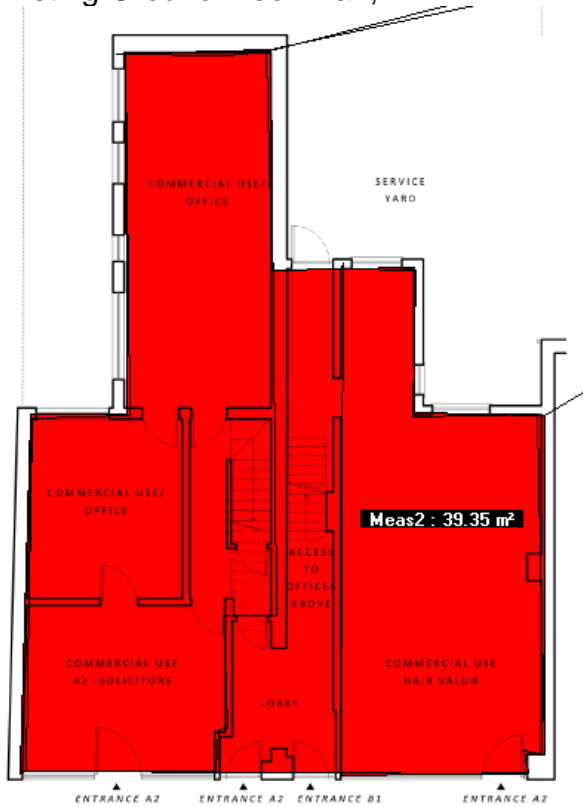 COMMERCIAL USE/
OFFICE
SERVICE
YARD
COMMERCIAL USE/
OFFICE
Meas2 : 39.35 m²
ACCESS
TO
OFFICES
ABOVE
COMMERCIAL USE
A2 -SOLICITORS
COMMERCIAL USE
HAIR SALON
LOBBY
ENTRANCE A2
ENTRANCE A2
ENTRANCE B1
ENTRANCE A2